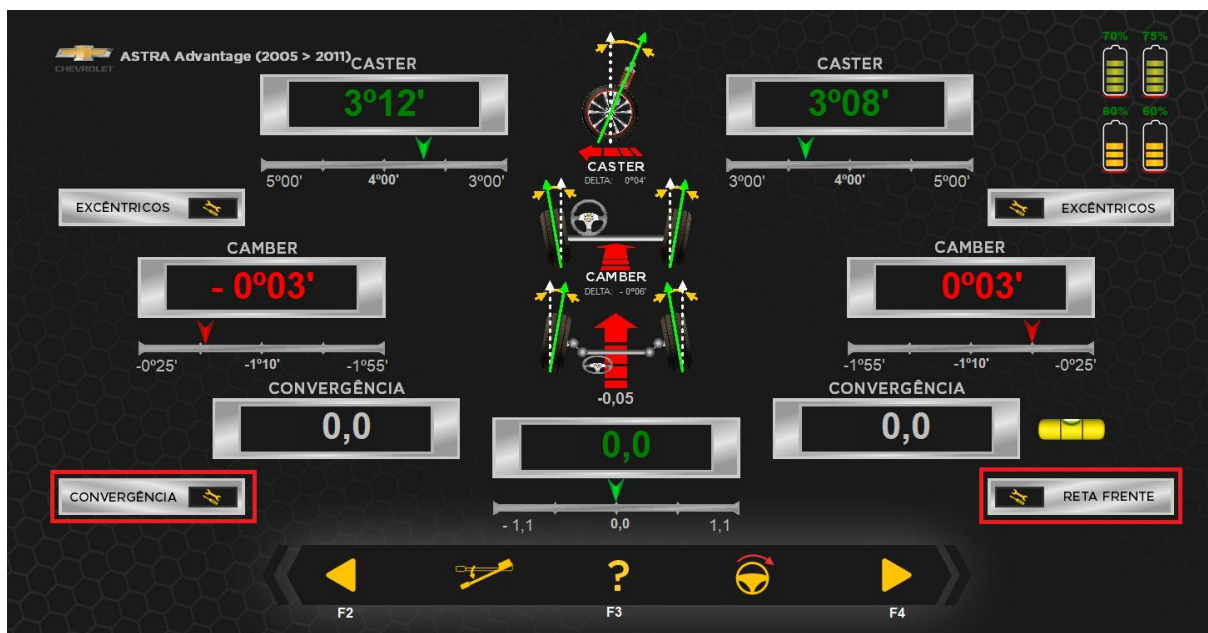 70% 75%
CHEVROLET
ASTRA Advantage (2005 > 2011)
CASTER
CASTER
3º12'
3º08'
60% 60%
5º00' 4º00' 3º00'
CASTER
DELTA: 0º04'
3º00' 4º00' 5º00'
EXCÊNTRICOS
EXCÊNTRICOS
CAMBER
CAMBER
- 0º03'
CAMBER
DELTA: - 0º06'
0º03'
-0º25' -1º10' -1º55'
-1º55' -1º10' -0º25'
CONVERGÊNCIA
-0,05
CONVERGÊNCIA
0,0
0,0
0,0
CONVERGÊNCIA
RETA FRENTE
- 1,1 0,0 1,1
?
F2
F3
F4